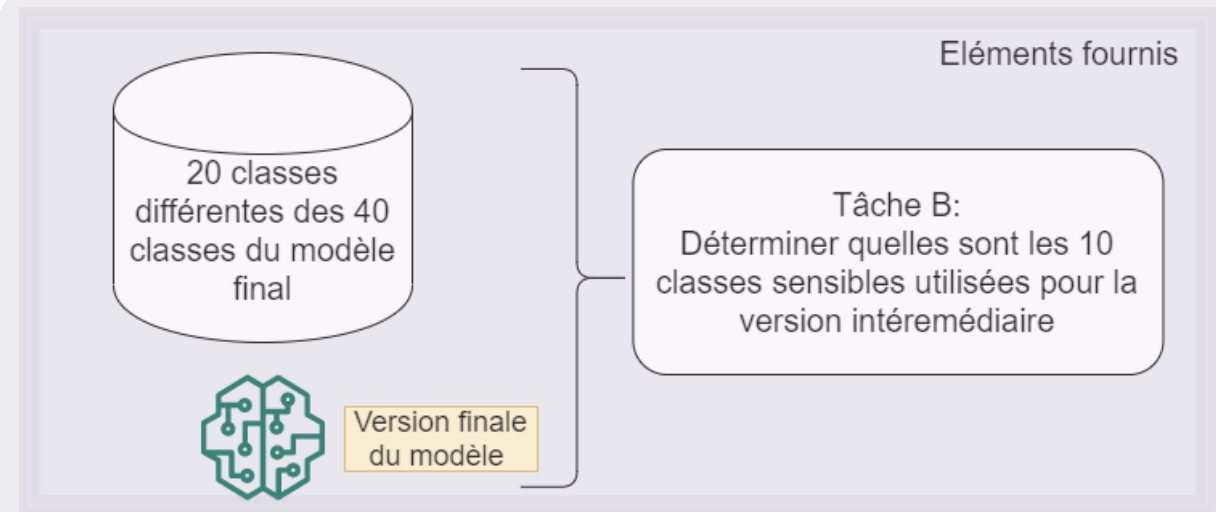 Eléments fournis
20 classes
différentes des 40
classes du modèle
final
Tâche B:
Déterminer quelles sont les 10
classes sensibles utilisées pour la
version intéremédiaire
Version finale
du modèle